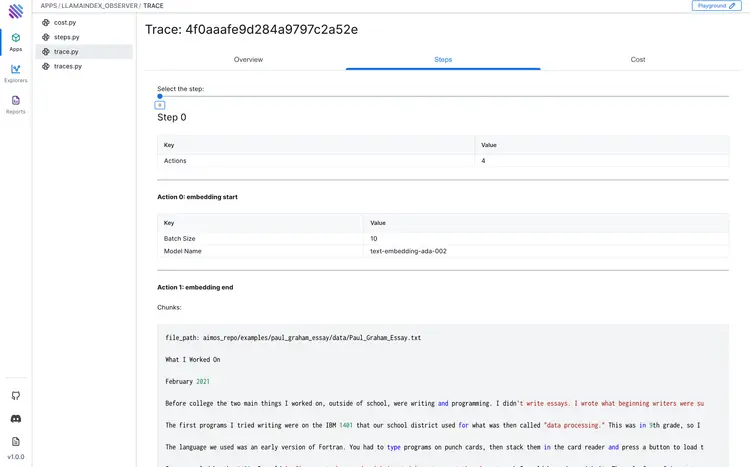 APPS / LLAMAINDEX_OBSERVER / TRACE
Playground
Apps
Explorers
Reports
v1.0.0
cost.py
steps.py
trace.py
traces.py
Trace: 4f0aaafe9d284a9797c2a52e
Overview Steps Cost
Select the step:
0
Step 0
Key Value
Actions 4
Action 0: embedding start
Key Value
Batch Size 10
Model Name text-embedding-ada-002
Action 1: embedding end
Chunks:
file_path: aimos_repo/examples/paul_graham_essay/data/Paul_Graham_Essay.txt
What I Worked On
February 2021
Before college the two main things I worked on, outside of school, were writing and programming. I didn't write essays. I wrote what beginning writers were su
The first programs I tried writing were on the IBM 1401 that our school district used for what was then called "data processing." This was in 9th grade, so I
The language we used was an early version of Fortran. You had to type programs on punch cards, then stack them in the card reader and press a button to load t